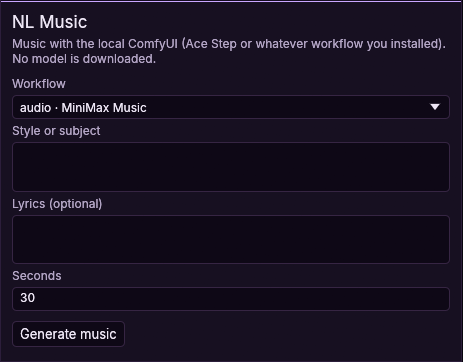 NL Music
Music with the local ComfyUI (Ace Step or whatever workflow you installed).
No model is downloaded.
Workflow
audio · MiniMax Music
Style or subject
Lyrics (optional)
Seconds
30
Generate music